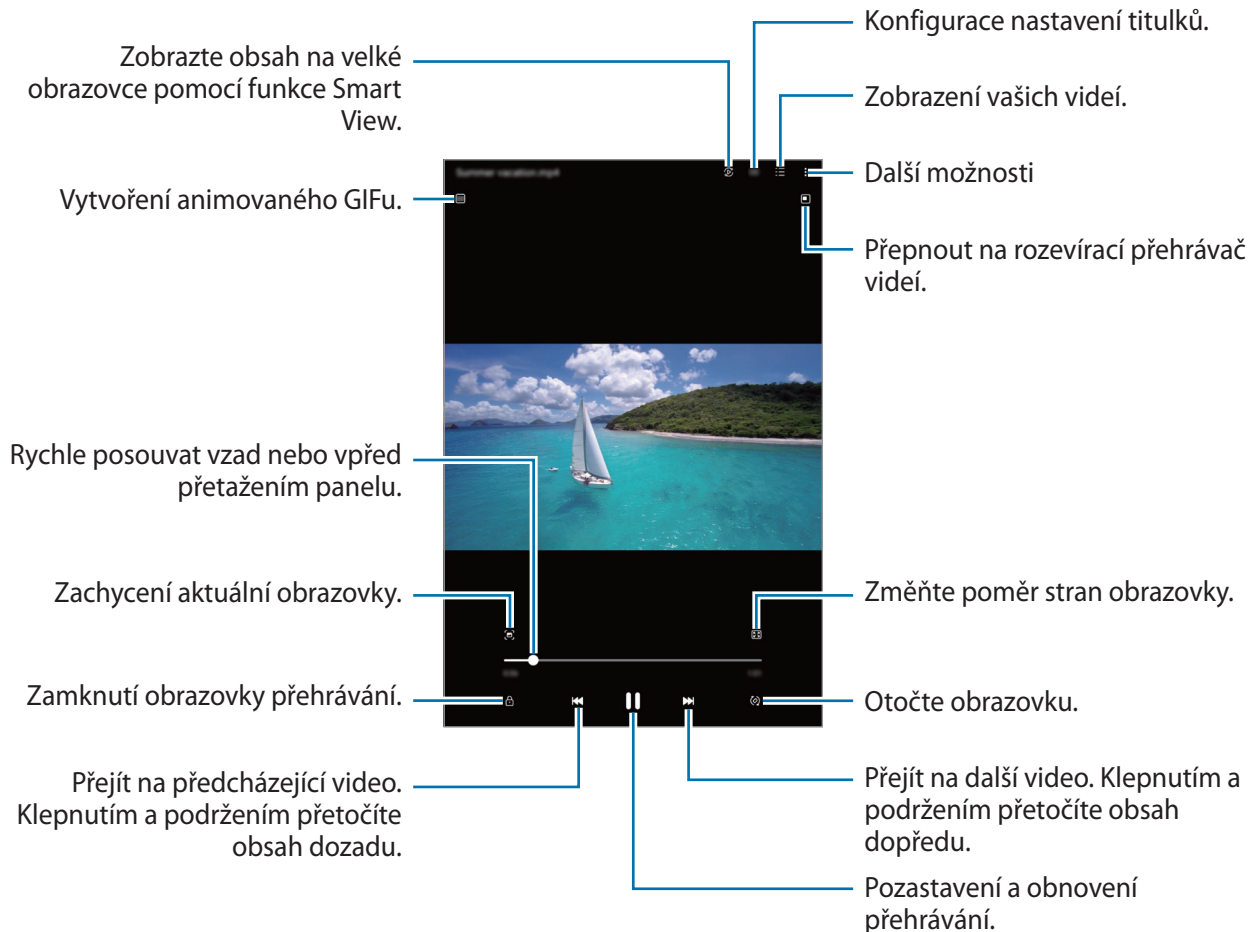 Konfigurace nastavení titulků.
Zobrazte obsah na velké
obrazovce pomocí funkce Smart
View.
Zobrazení vašich videí.
Další možnosti
Summer vacation.mp4
Vytvoření animovaného GIFu.
Přepnout na rozevírací přehrávač
videí.
Rychle posouvat vzad nebo vpřed
přetažením panelu.
Zachycení aktuální obrazovky.
Změňte poměr stran obrazovky.
Zamknutí obrazovky přehrávání.
Otočte obrazovku.
Přejít na předcházející video.
Klepnutím a podržením přetočíte
obsah dozadu.
Přejít na další video. Klepnutím a
podržením přetočíte obsah
dopředu.
Pozastavení a obnovení
přehrávání.